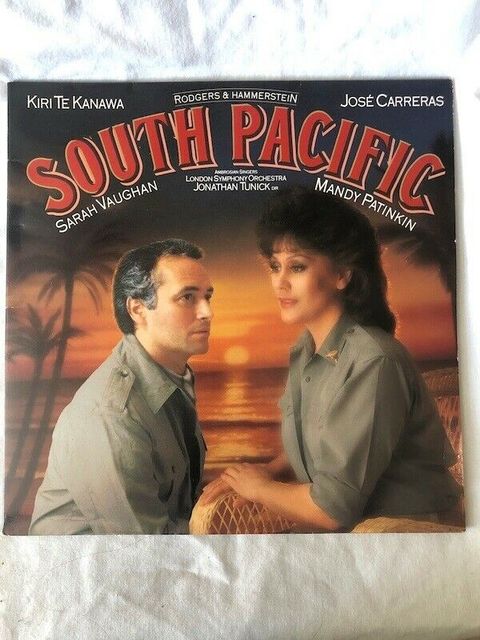 KIRI TE KANAWA
RODGERS & HAMMERSTEIN
JOSÉ CARRERAS
SOUTH PACIFIC
SARAH VAUGHAN
AMBROSIAN SINGERS
LONDON SYMPHONY ORCHESTRA
JONATHAN TUNICK DIR
MANDY PATINKIN